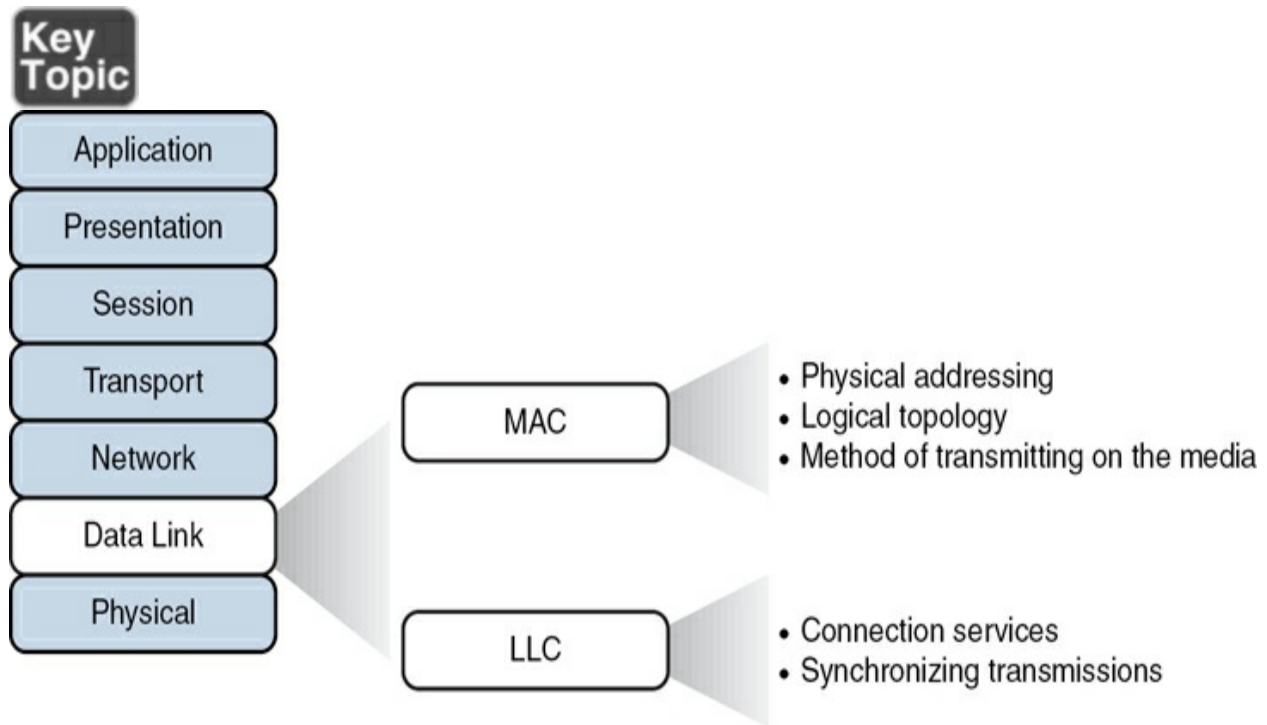 Key
Topic
Application
Presentation
Session
Transport
Network
Data Link
Physical
MAC
• Physical addressing
• Logical topology
• Method of transmitting on the media
LLC
• Connection services
• Synchronizing transmissions